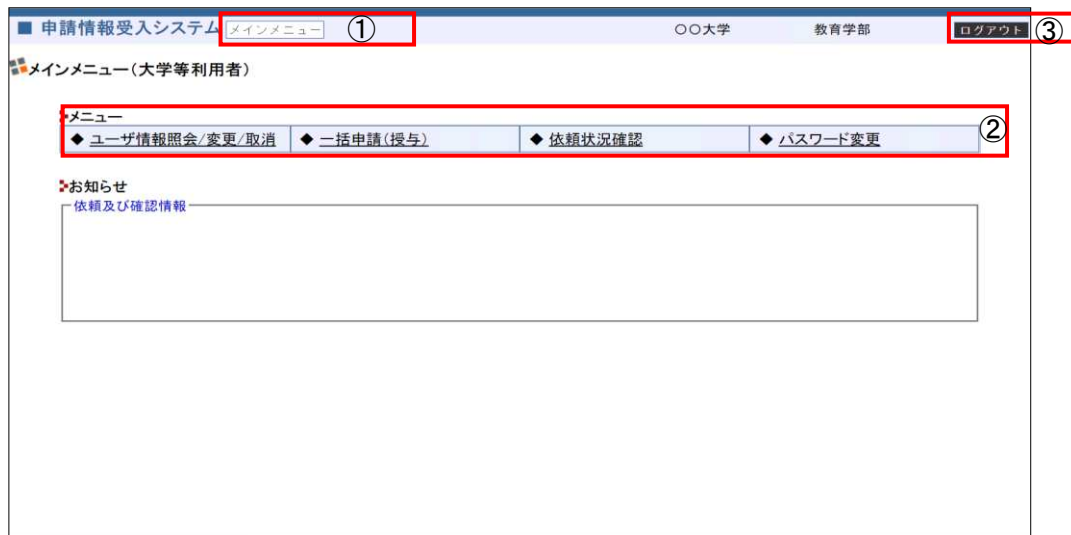 ■ 申請情報受入システム メインメニュー ① 〇〇大学 教育学部 ログアウト ③
メインメニュー(大学等利用者)
メニュー
◆ ユーザ情報照会/変更/取消 ◆ 一括申請(授与) ◆ 依頼状況確認 ◆ パスワード変更 ②
お知らせ
依頼及び確認情報